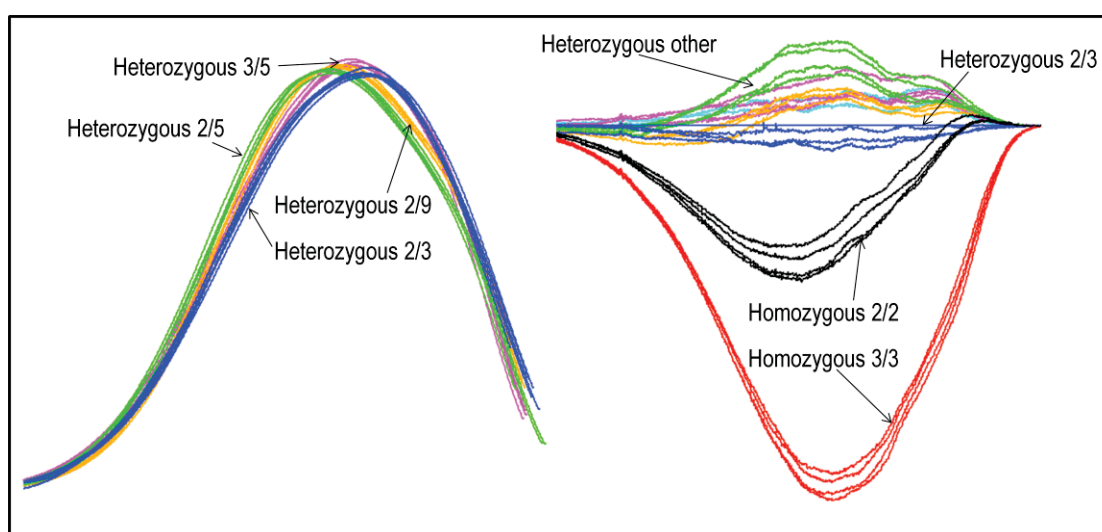 Heterozygous 3/5
Heterozygous 2/5
Heterozygous 2/9
Heterozygous 2/3
Heterozygous other
Heterozygous 2/3
Homozygous 2/2
Homozygous 3/3